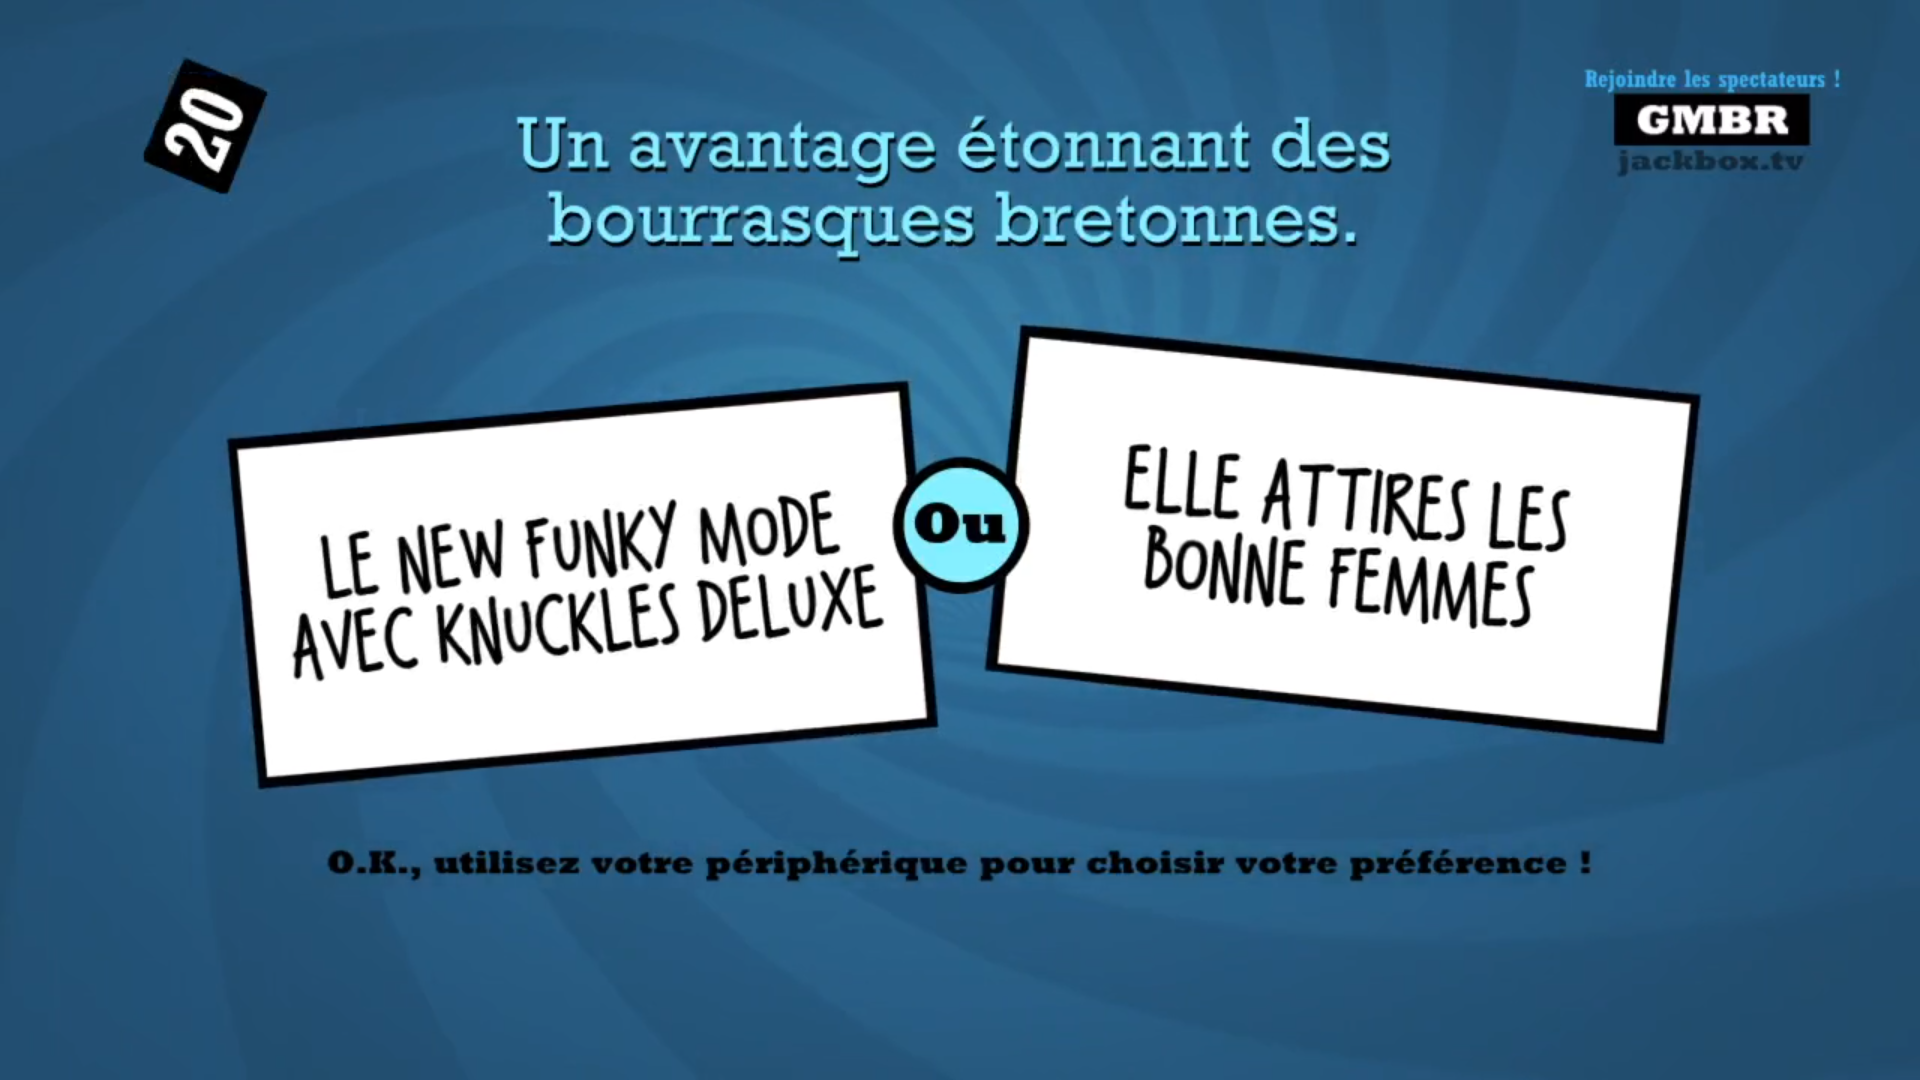 20
Rejoindre les spectateurs !
GMBR
jackbox.tv
Un avantage étonnant des
bourrasques bretonnes.
LE NEW FUNKY MODE
AVEC KNUCKLES DELUXE
Ou
ELLE ATTIRES LES
BONNE FEMMES
O.K., utilisez votre périphérique pour choisir votre préférence !